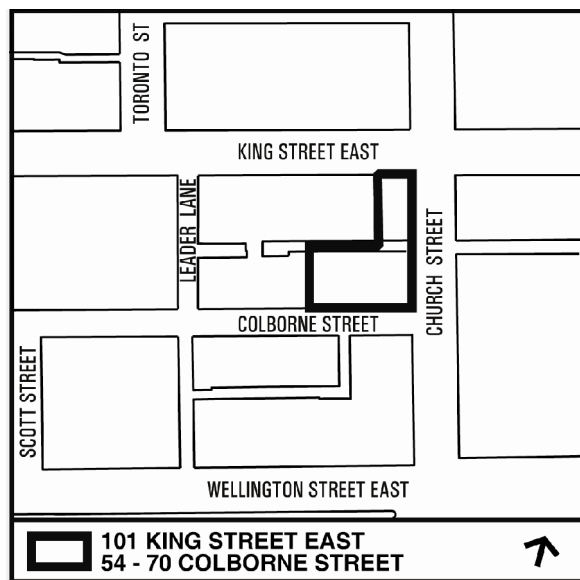 TORONTO ST
KING STREET EAST
LEADER LANE
CHURCH STREET
COLBORNE STREET
SCOTT STREET
WELLINGTON STREET EAST
101 KING STREET EAST
54 - 70 COLBORNE STREET